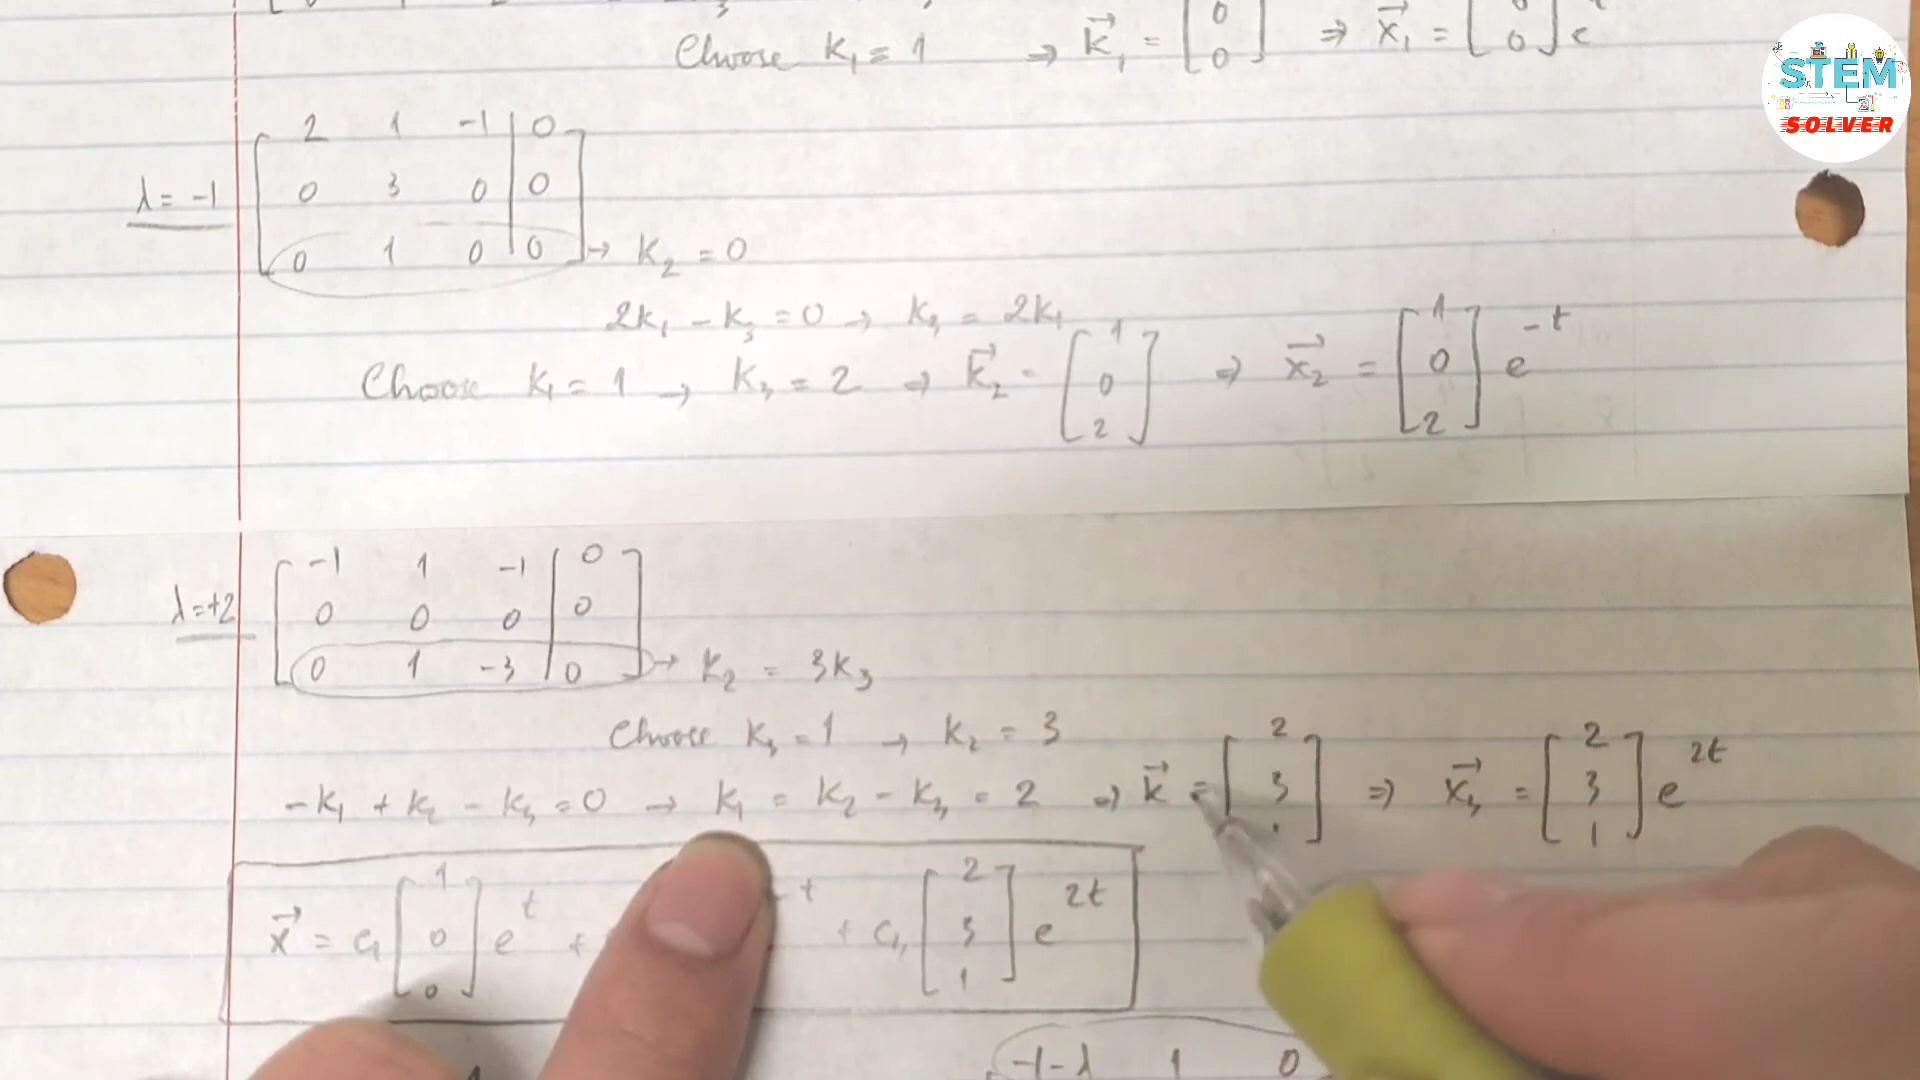 Choose k₁ = 1 → k⃗₁ = [0 0] ⇒ x⃗₁ = [0] e
STEM
SOLVER
λ = -1
2 1 -1 | 0
0 3 0 | 0
0 1 0 | 0 → k₂ = 0
2k₁ - k₃ = 0 → k₃ = 2k₁
Choose k₁ = 1 → k₃ = 2 ⇒ k⃗₂ = [1 0 2] ⇒ x⃗₂ = [1 0 2] e^-t
λ = +2
-1 1 -1 | 0
0 0 0 | 0
0 1 -3 | 0 → k₂ = 3k₃
Choose k₃ = 1 → k₂ = 3
-k₁ + k₂ - k₃ = 0 → k₁ = k₂ - k₃ = 2 ⇒ k⃗ = [2 3] ⇒ x⃗₃ = [2 3 1] e^2t
x⃗ = c₁ [1 0 0] e^t + t + c₃ [2 3 1] e^2t
-1-λ 1 0